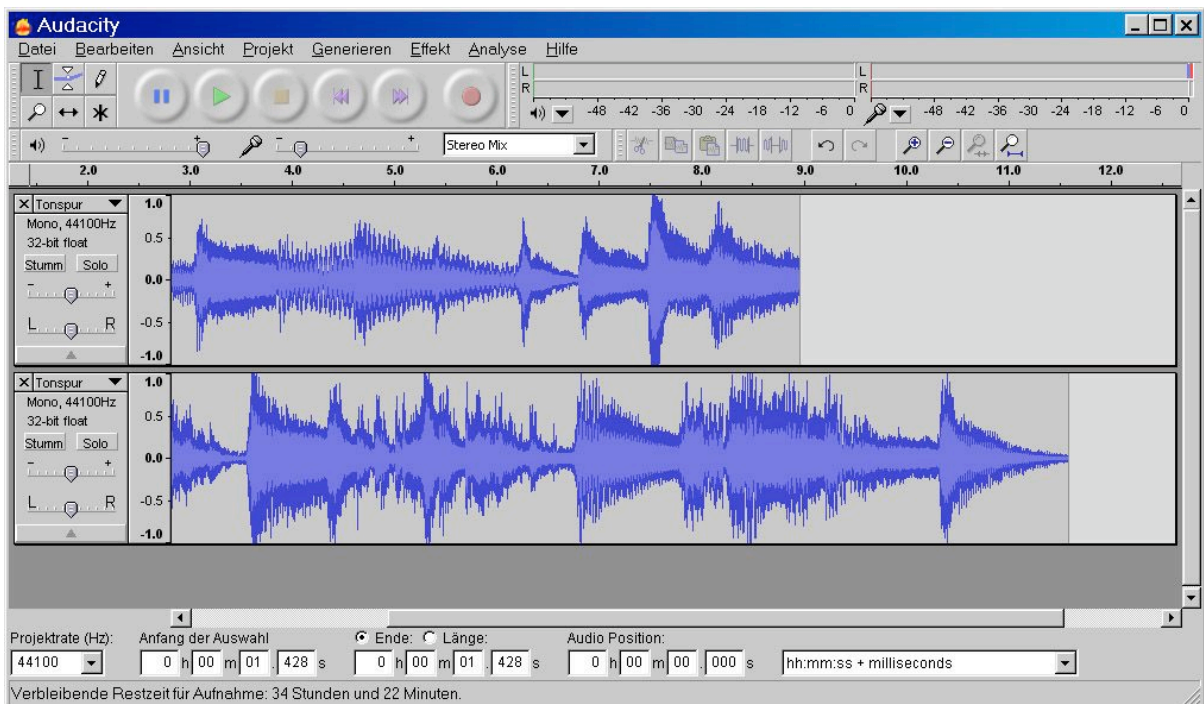 Audacity
Datei Bearbeiten Ansicht Projekt Generieren Effekt Analyse Hilfe
L
R
-48 -42 -36 -30 -24 -18 -12 -6 0
L
R
-48 -42 -36 -30 -24 -18 -12 -6 0
- + - + Stereo Mix
2.0 3.0 4.0 5.0 6.0 7.0 8.0 9.0 10.0 11.0 12.0
Tonspur
Mono, 44100Hz
32-bit float
Stumm Solo
- +
L R
1.0
0.5
0.0
-0.5
-1.0
Tonspur
Mono, 44100Hz
32-bit float
Stumm Solo
- +
L R
1.0
0.5
0.0
-0.5
-1.0
Projektrate (Hz): Anfang der Auswahl Ende: Länge: Audio Position:
44100 0 h 00 m 01 . 428 s 0 h 00 m 01 . 428 s 0 h 00 m 00 . 000 s hh:mm:ss + milliseconds
Verbleibende Restzeit für Aufnahme: 34 Stunden und 22 Minuten.